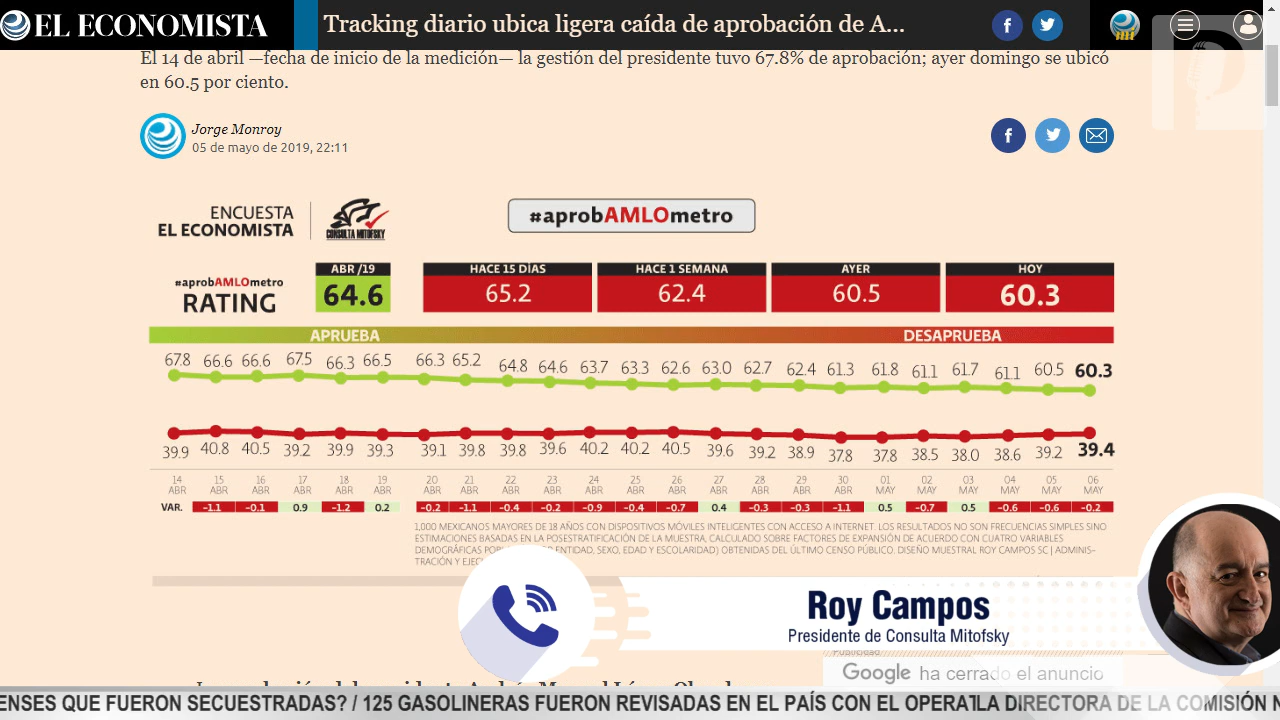 EL ECONOMISTA
Tracking diario ubica ligera caída de aprobación de A...
El 14 de abril —fecha de inicio de la medición— la gestión del presidente tuvo 67.8% de aprobación; ayer domingo se ubicó
en 60.5 por ciento.
Jorge Monroy
05 de mayo de 2019, 22:11
ENCUESTA
EL ECONOMISTA
CONSULTA MITOFSKY
#aprobAMLOmetro
#aprobAMLOmetro
RATING
ABR /19
64.6
HACE 15 DÍAS
65.2
HACE 1 SEMANA
62.4
AYER
60.5
HOY
60.3
APRUEBA DESAPRUEBA
67.8 66.6 66.6 67.5 66.3 66.5 66.3 65.2 64.8 64.6 63.7 63.3 62.6 63.0 62.7 62.4 61.3 61.8 61.1 61.7 61.1 60.5 60.3
39.9 40.8 40.5 39.2 39.9 39.3 39.1 39.8 39.8 39.6 40.2 40.2 40.5 39.6 39.2 38.9 37.8 37.8 38.5 38.0 38.6 39.2 39.4
14 15 16 17 18 19 20 21 22 23 24 25 26 27 28 29 30 01 02 03 04 05 06
ABR ABR ABR ABR ABR ABR ABR ABR ABR ABR ABR ABR ABR ABR ABR ABR ABR MAY MAY MAY MAY MAY MAY
VAR. -1.1 -0.1 0.9 -1.2 0.2 -0.2 -1.1 -0.4 -0.2 -0.9 -0.4 -0.7 0.4 -0.3 -0.3 -1.1 0.5 -0.7 0.5 -0.6 -0.6 -0.2
1,000 MEXICANOS MAYORES DE 18 AÑOS CON DISPOSITIVOS MÓVILES INTELIGENTES CON ACCESO A INTERNET. LOS RESULTADOS NO SON FRECUENCIAS SIMPLES SINO
ESTIMACIONES BASADAS EN LA POSESTRATIFICACIÓN DE LA MUESTRA, CALCULADO SOBRE FACTORES DE EXPANSIÓN DE ACUERDO CON CUATRO VARIABLES
DEMOGRÁFICAS ENTIDAD, SEXO, EDAD Y ESCOLARIDAD) OBTENIDAS DEL ÚLTIMO CENSO PÚBLICO. DISEÑO MUESTRAL ROY CAMPOS SC | ADMINIS-
TRACIÓN Y
Roy Campos
Presidente de Consulta Mitofsky
Publicidad
Google ha cerrado el anuncio
ENSES QUE FUERON SECUESTRADAS? / 125 GASOLINERAS FUERON REVISADAS EN EL PAÍS CON EL OPERAT LA DIRECTORA DE LA COMISIÓN N